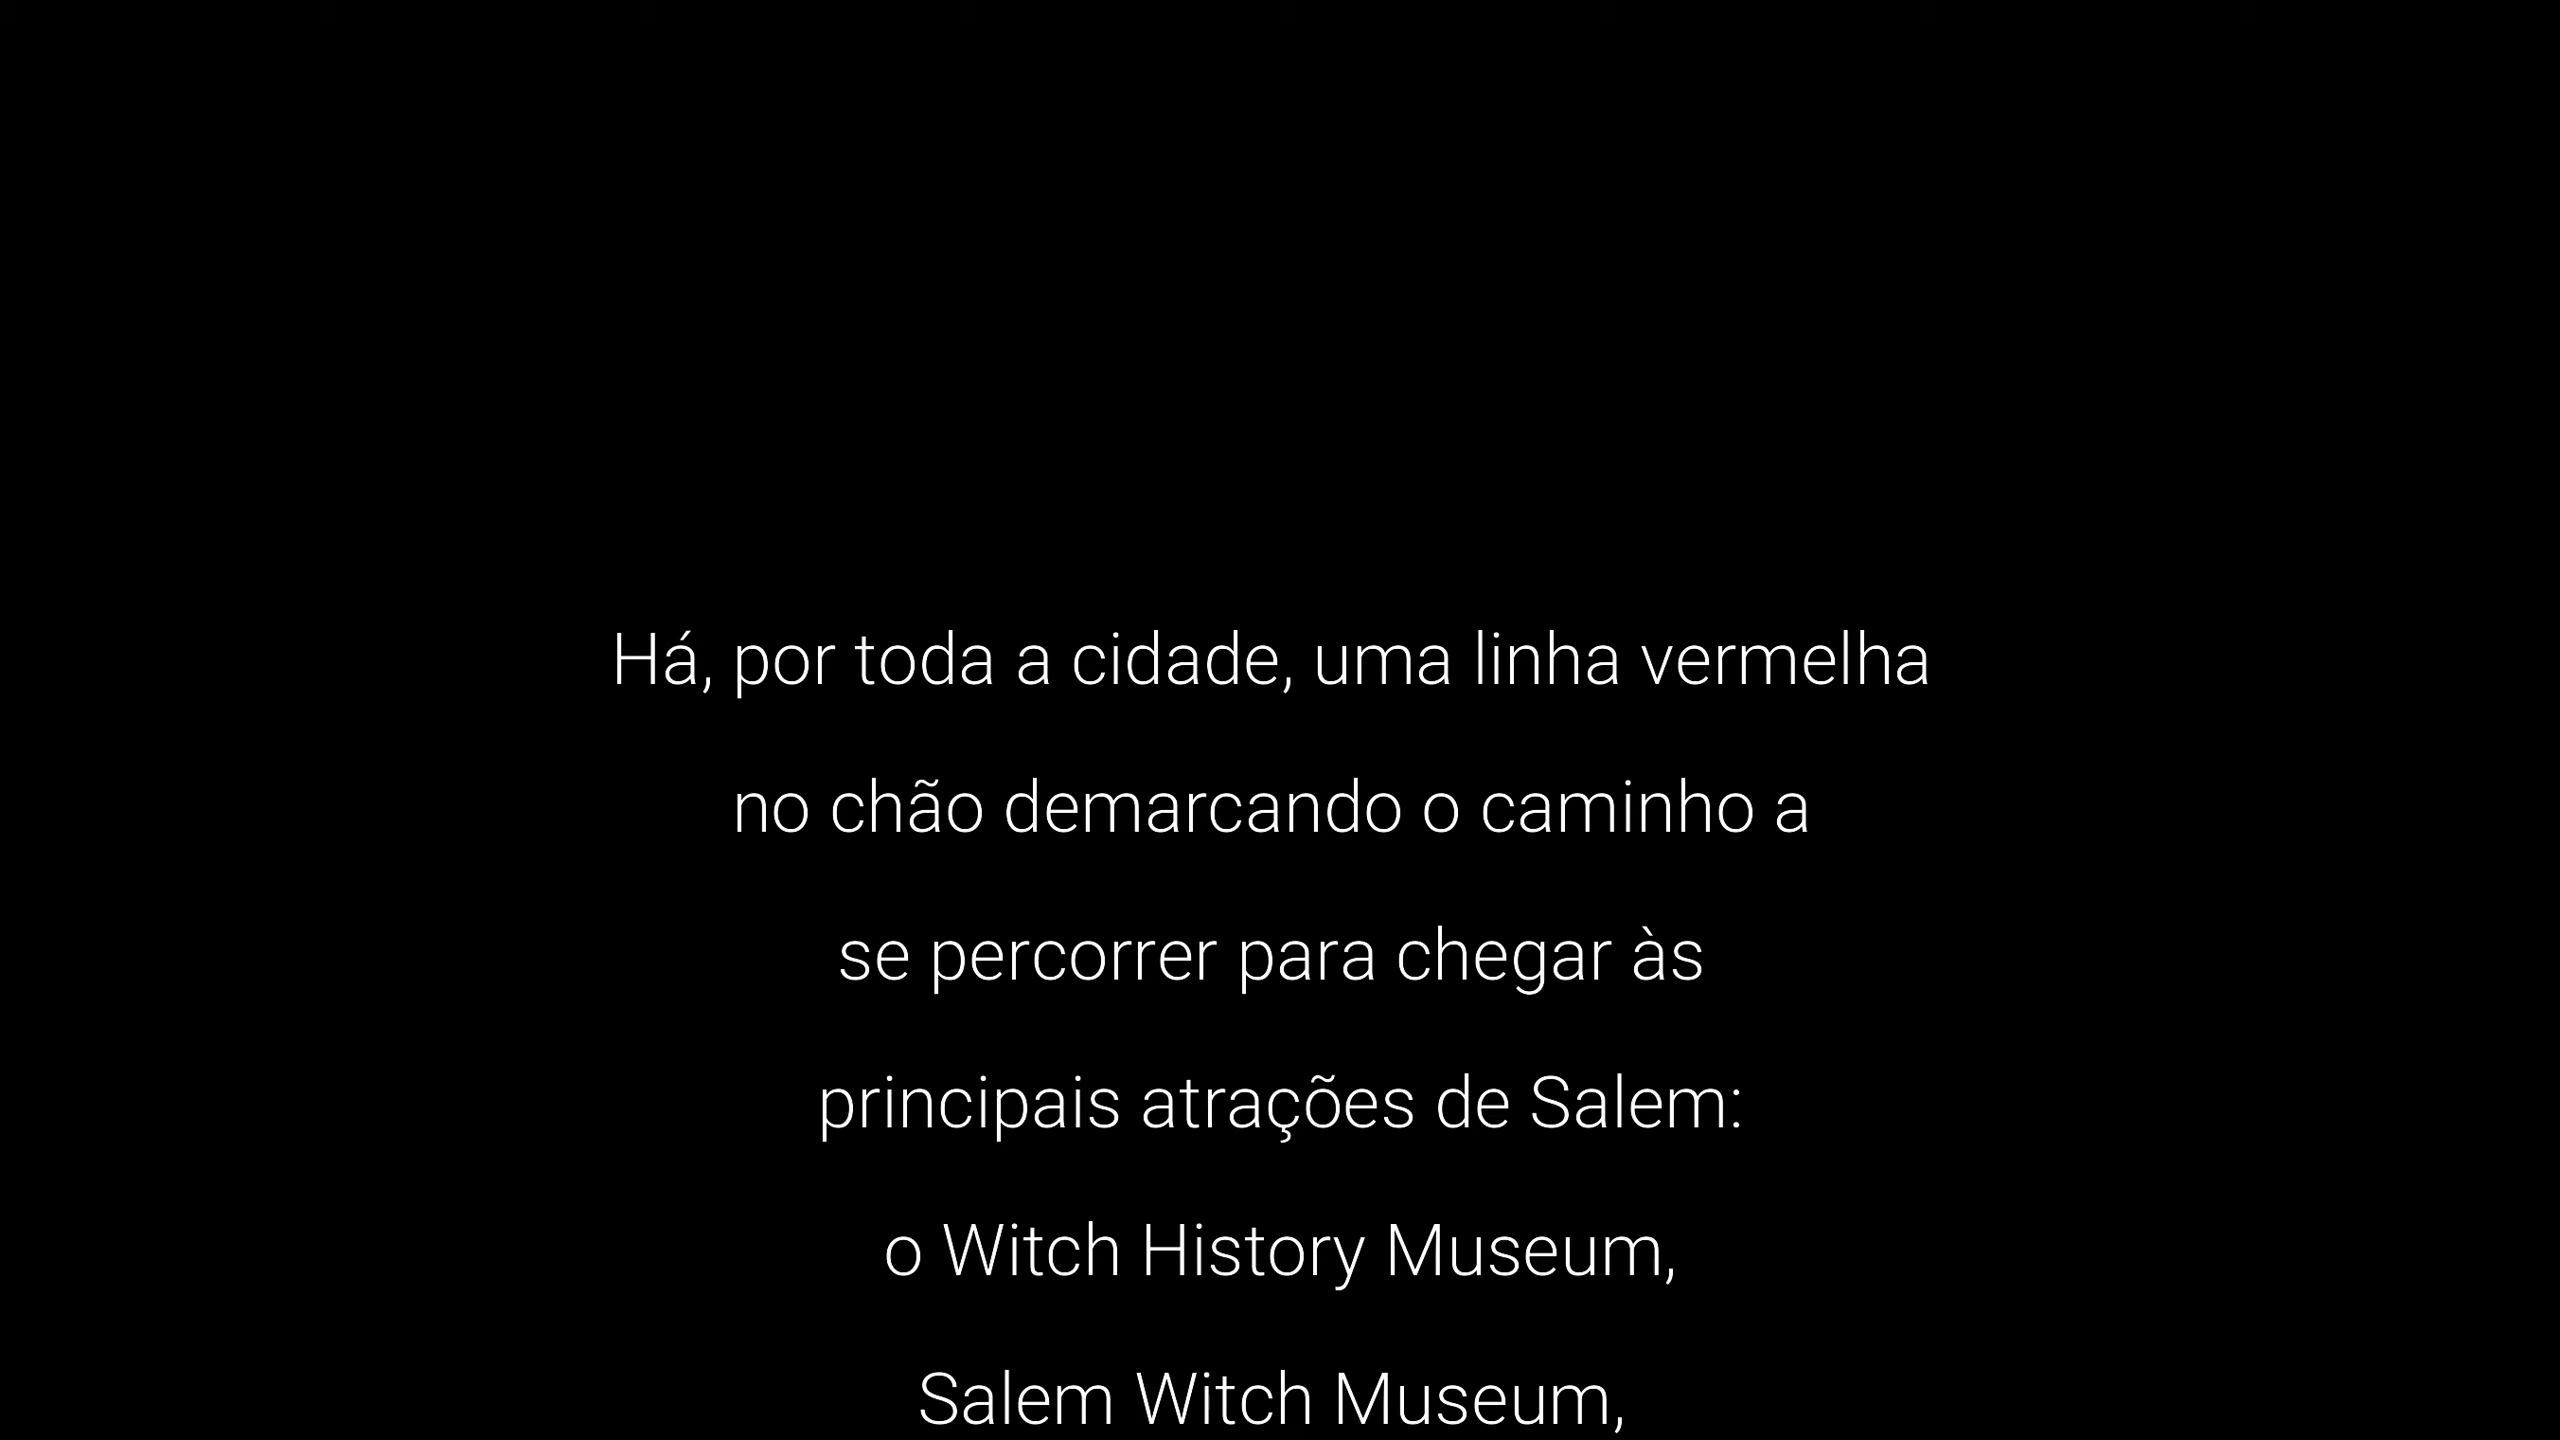 Há, por toda a cidade, uma linha vermelha
no chão demarcando o caminho a
se percorrer para chegar às
principais atrações de Salem:
o Witch History Museum,
Salem Witch Museum,